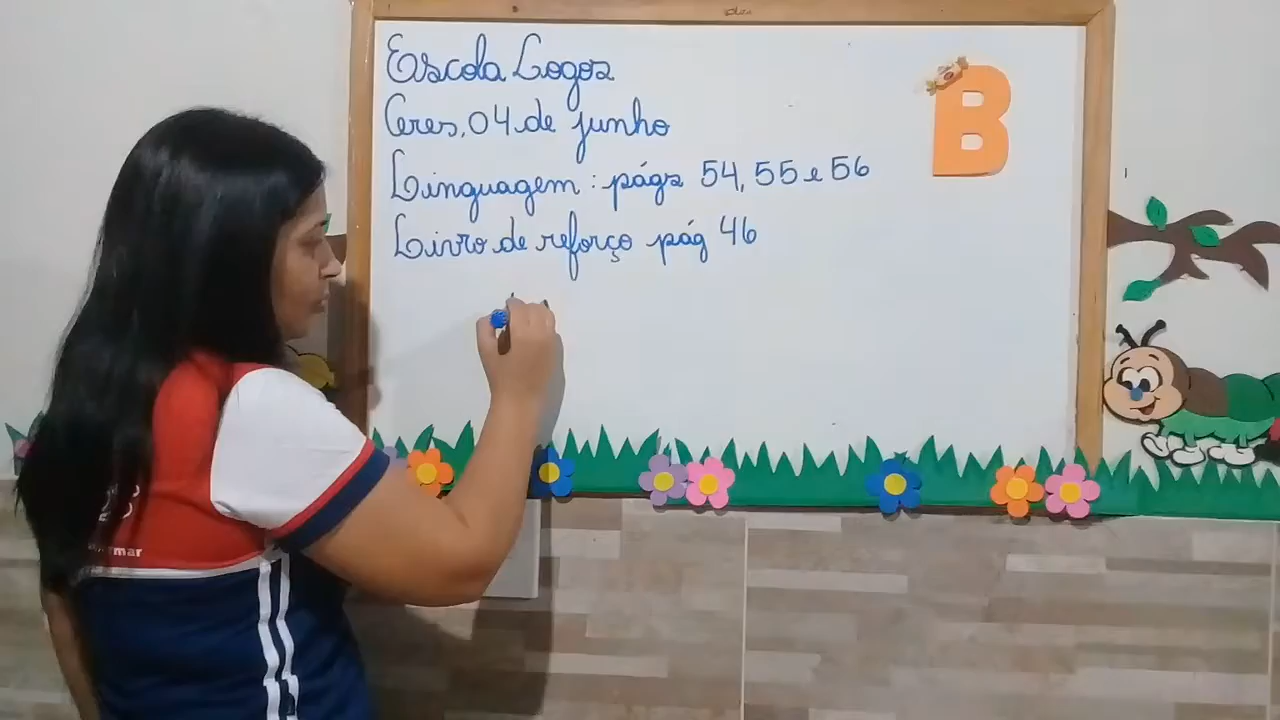 Escola Logos
Ceres, 04 de junho
Linguagem: págs 54, 55 e 56
Livro de reforço pág 46
B